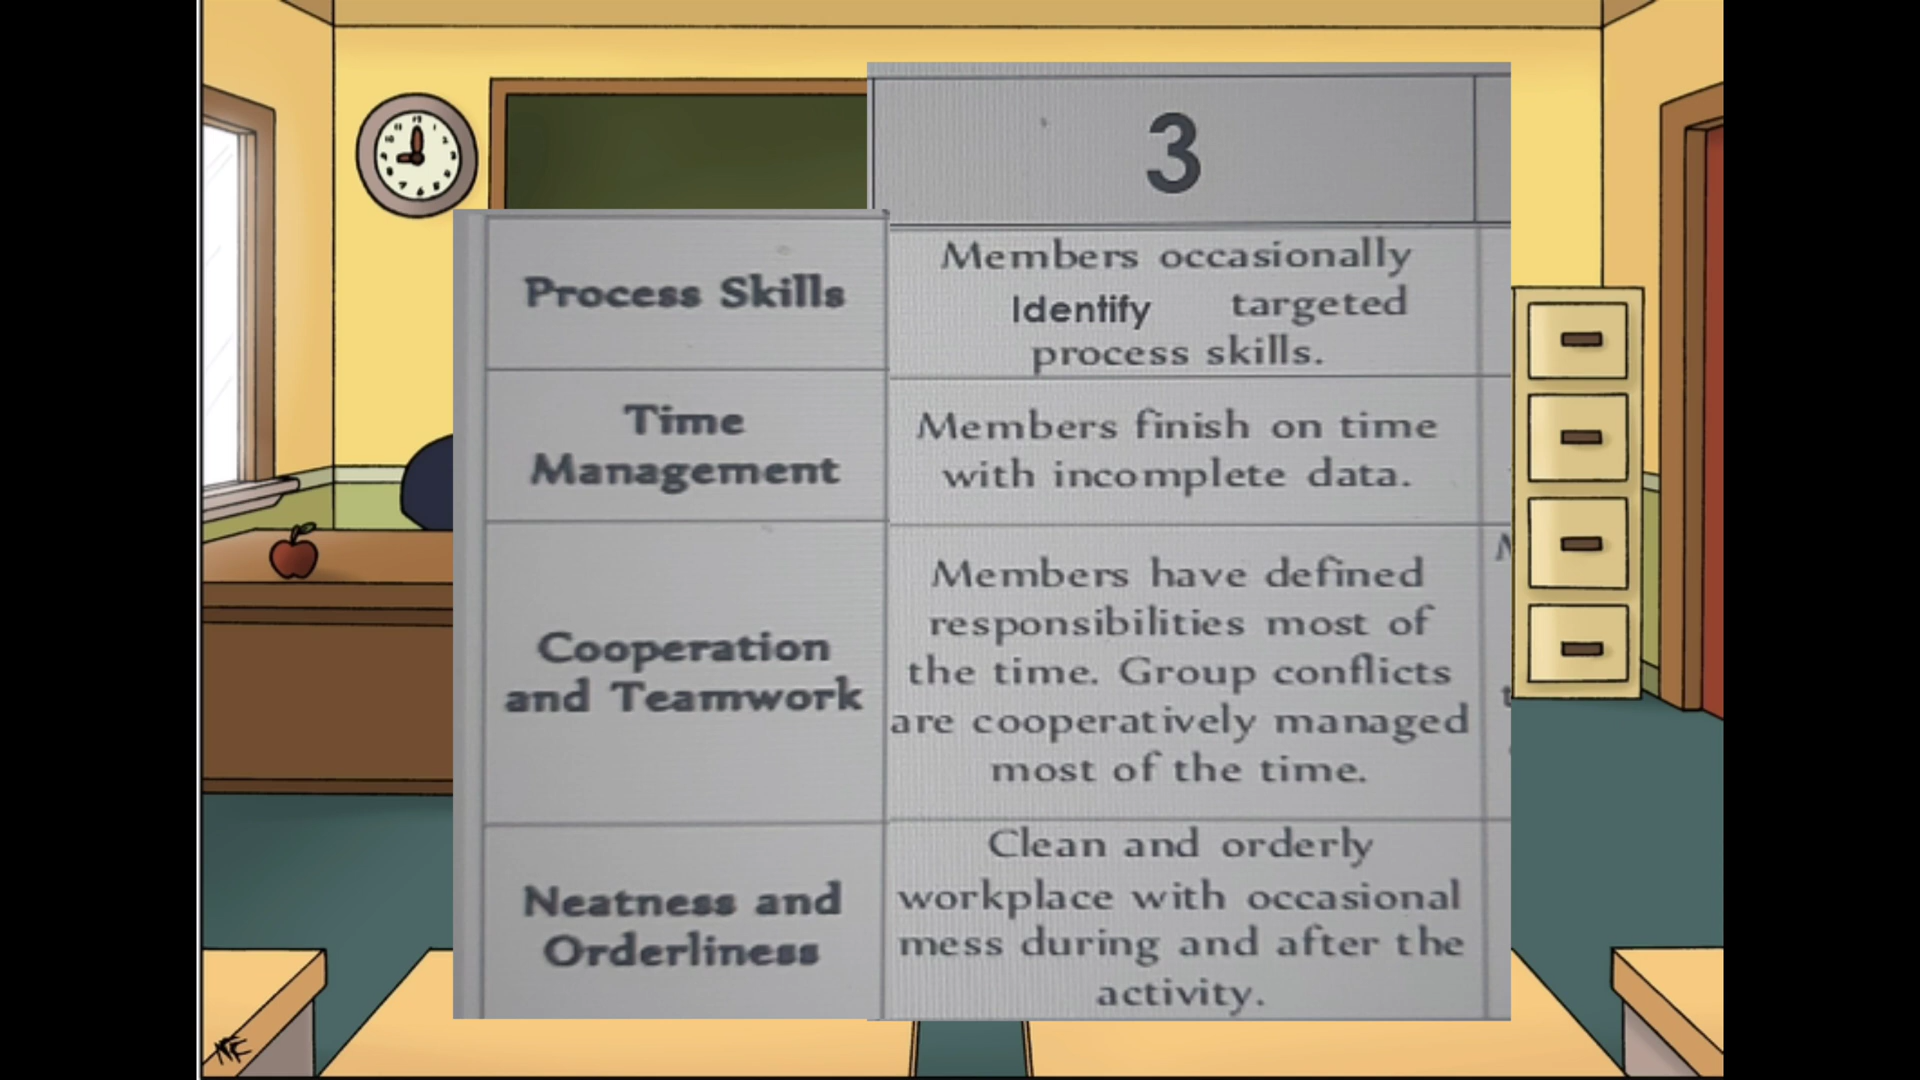 3
Process Skills
Members occasionally
Identify targeted
process skills.
Time
Management
Members finish on time
with incomplete data.
Cooperation
and Teamwork
Members have defined
responsibilities most of
the time. Group conflicts
are cooperatively managed
most of the time.
Neatness and
Orderliness
Clean and orderly
workplace with occasional
mess during and after the
activity.